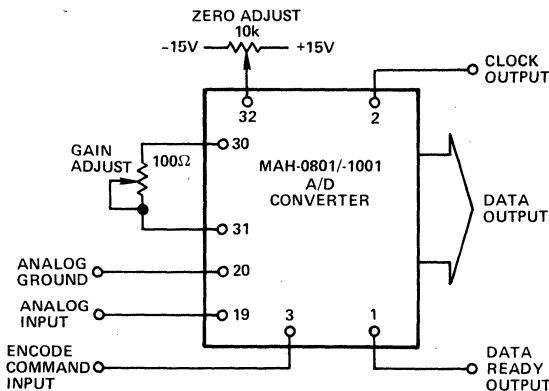 ZERO ADJUST
10k
–15V
+15V
CLOCK
OUTPUT
32
2
30
GAIN
ADJUST
100Ω
MAH-0801/-1001
A/D
CONVERTER
DATA
OUTPUT
31
ANALOG
GROUND
20
ANALOG
INPUT
19
3
1
ENCODE
COMMAND
INPUT
DATA
READY
OUTPUT